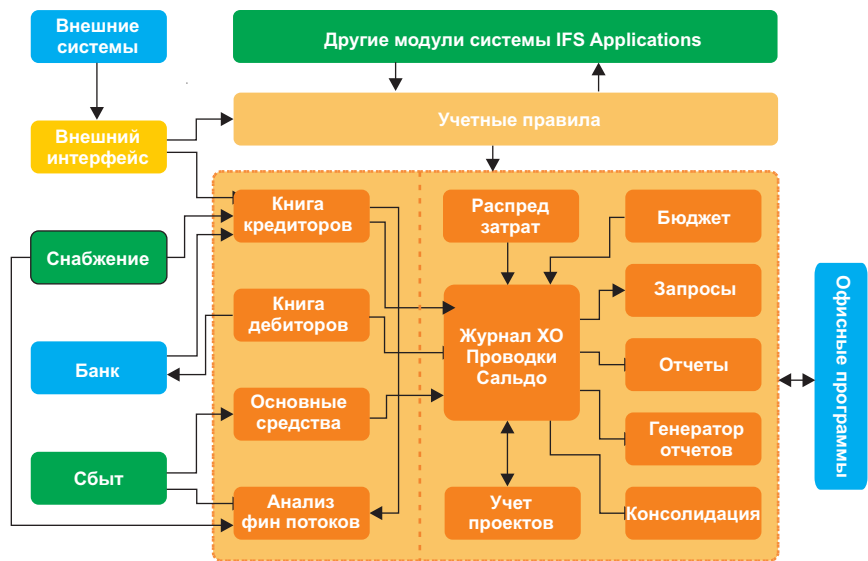 Внешние
системы
Другие модули системы IFS Applications
Внешний
интерфейс
Учетные правила
Снабжение
Банк
Сбыт
Книга
кредиторов
Книга
дебиторов
Основные
средства
Анализ
фин потоков
Распред
затрат
Журнал ХО
Проводки
Сальдо
Учет
проектов
Бюджет
Запросы
Отчеты
Генератор
отчетов
Консолидация
Офисные программы